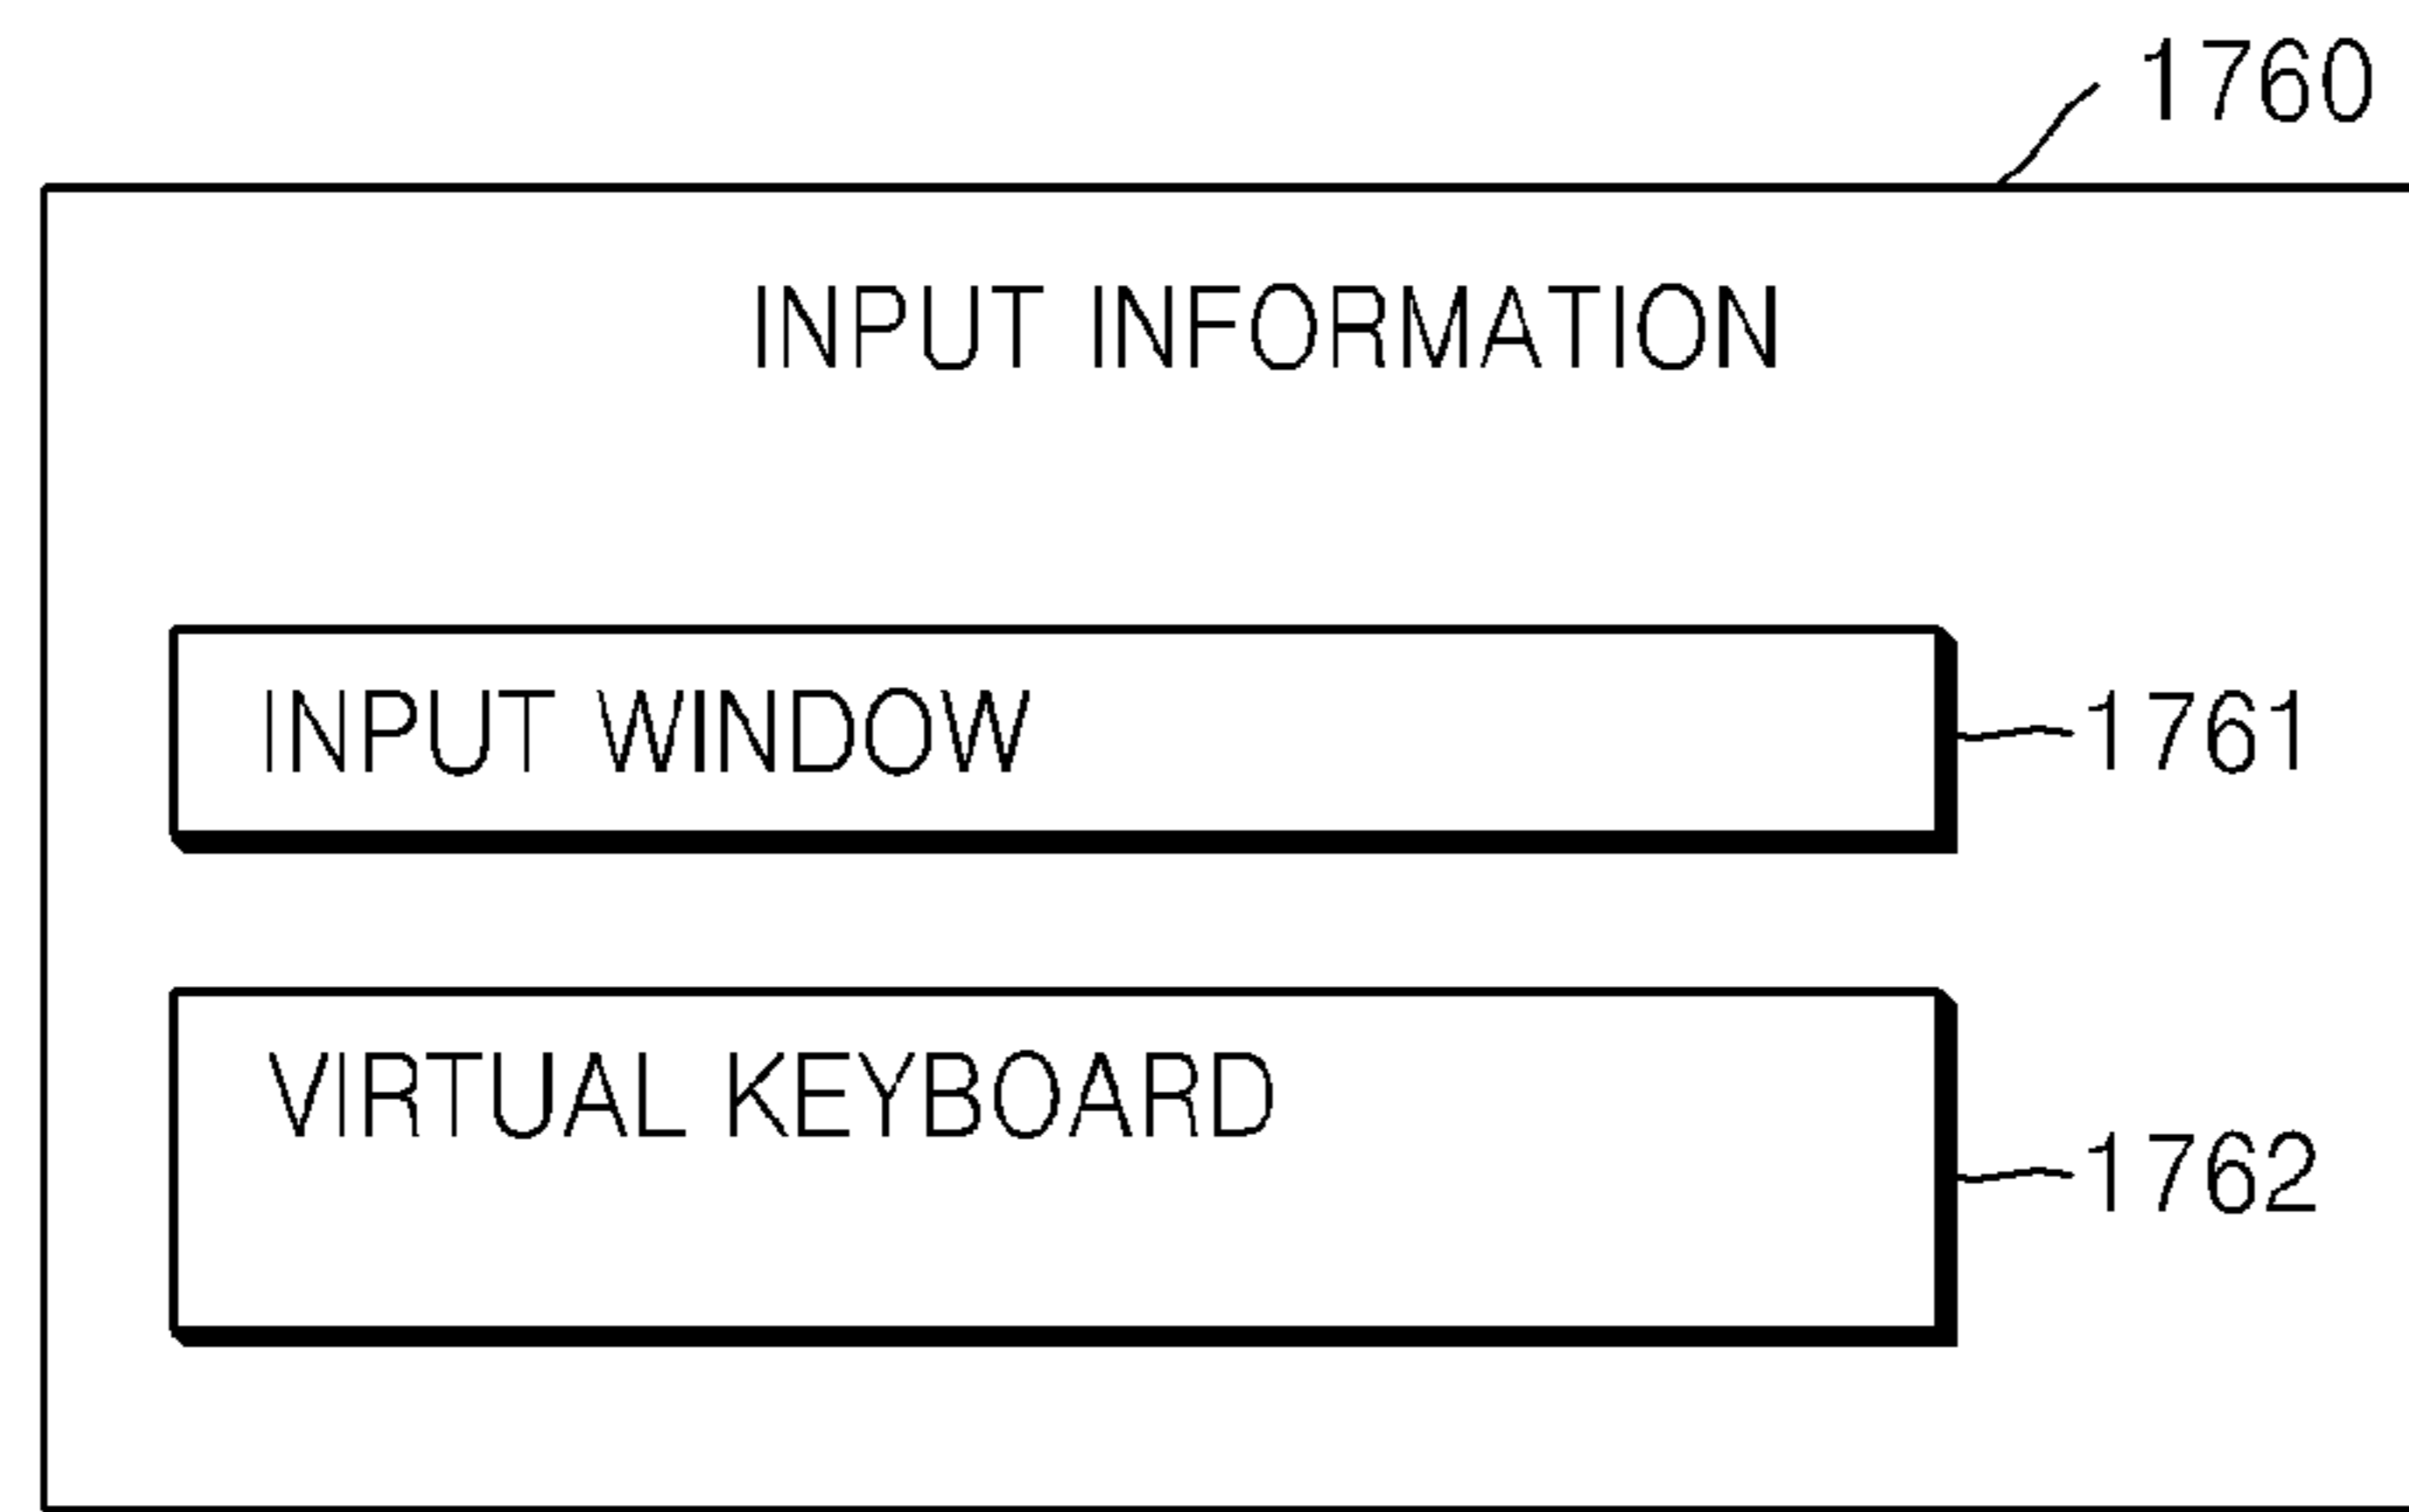 1760
INPUT INFORMATION
INPUT WINDOW
1761
VIRTUAL KEYBOARD
1762